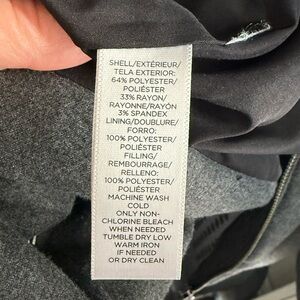 SHELL/EXTÉRIEUR/
TELA EXTERIOR:
64% POLYESTER/
POLIÉSTER
33% RAYON/
RAYONNE/RAYÓN
3% SPANDEX
LINING/DOUBLURE/
FORRO:
100% POLYESTER/
POLIÉSTER
FILLING/
REMBOURRAGE/
RELLENO:
100% POLYESTER/
POLIÉSTER
MACHINE WASH
COLD
ONLY NON-
CHLORINE BLEACH
WHEN NEEDED
TUMBLE DRY LOW
WARM IRON
IF NEEDED
OR DRY CLEAN